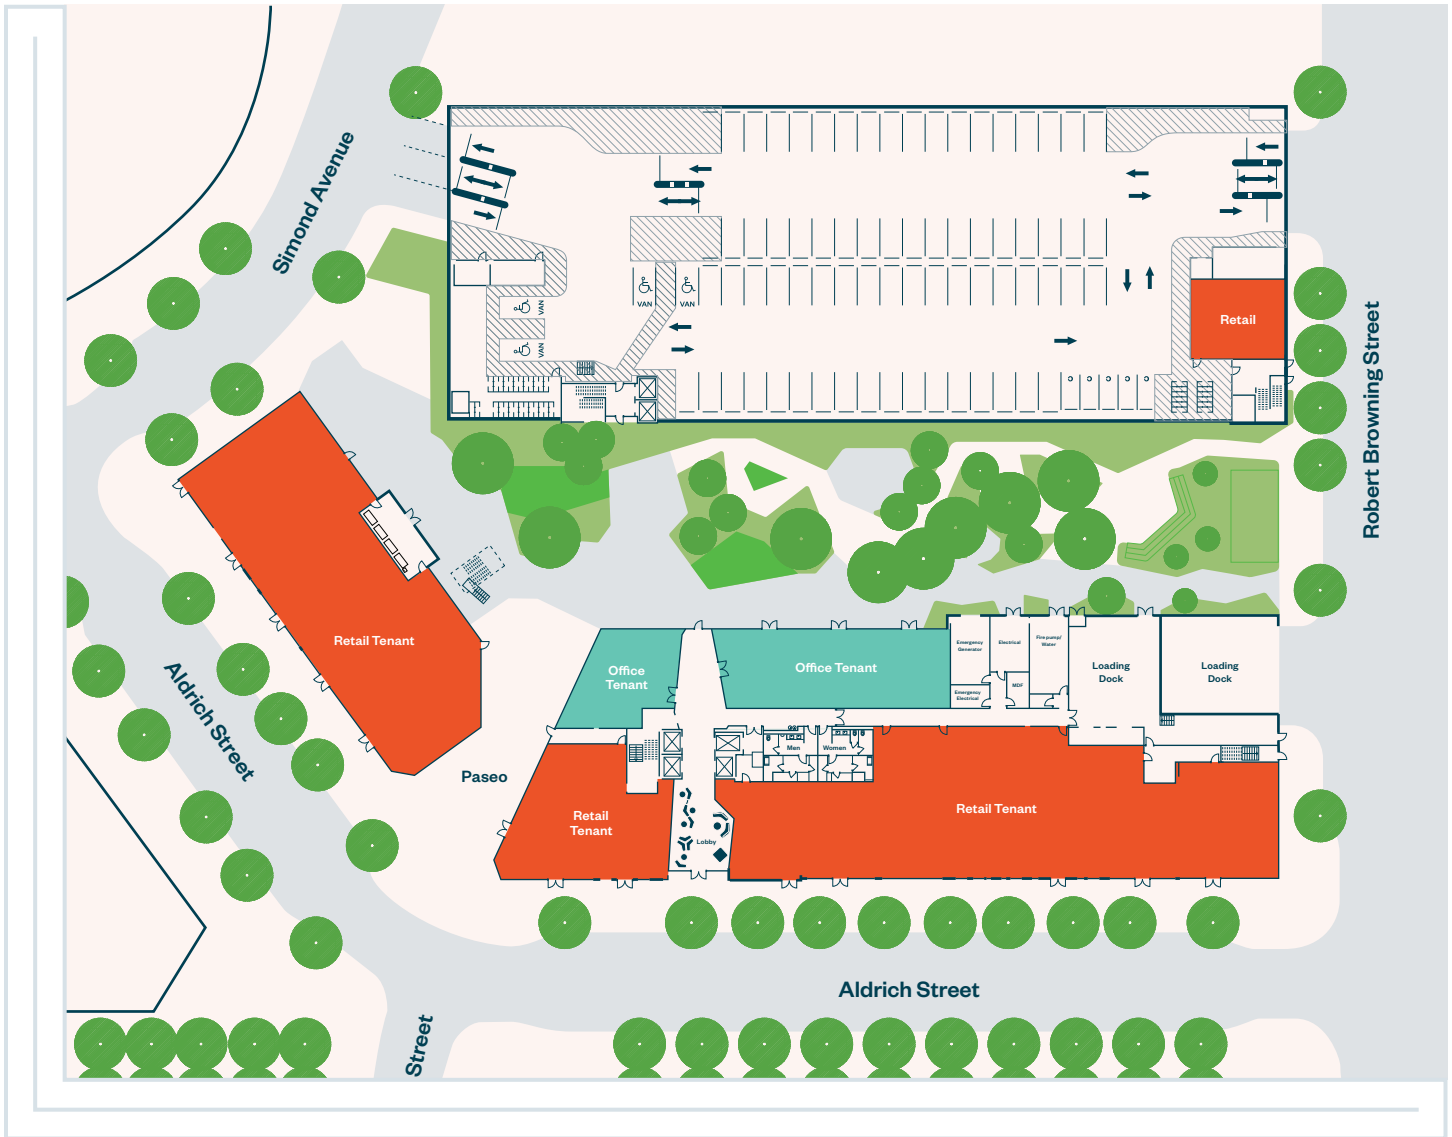 Simond Avenue
VAN
VAN
VAN
VAN
Retail
Robert Browning Street
Retail Tenant
Office
Tenant
Office Tenant
Emergency
Generator
Electrical
Fire pump/
Water
MDF
Emergency
Electrical
Loading
Dock
Loading
Dock
Aldrich Street
Paseo
Men
Women
Retail
Tenant
Lobby
Retail Tenant
Aldrich Street
Street